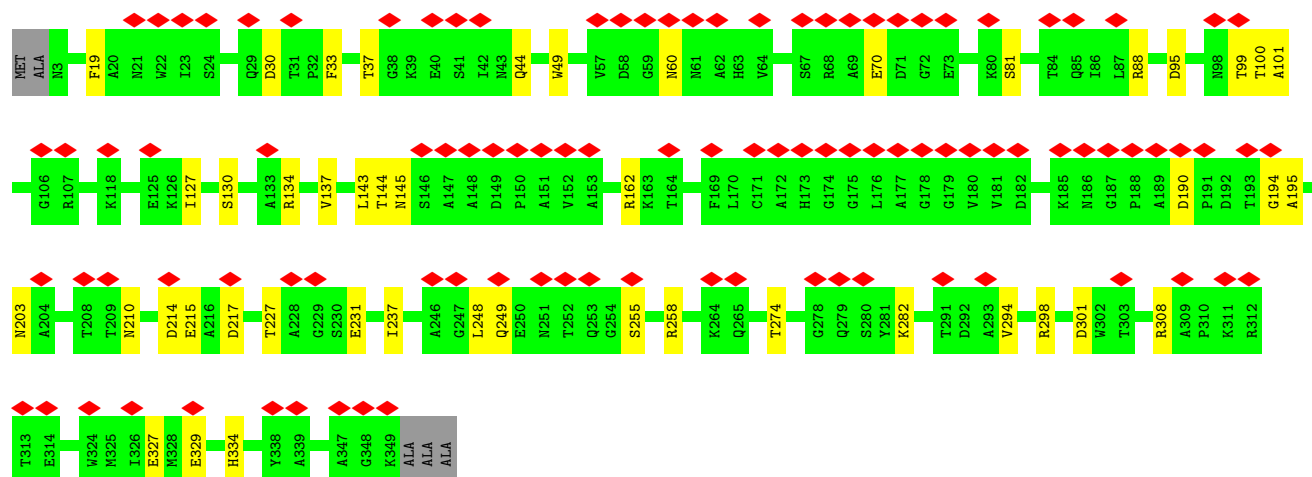 MET ALA N3 F19 A20 N21 W22 I23 S24 Q29 D30 T31 P32 F33 T37 G38 K39 E40 S41 I42 N43 Q44 W49 V57 D58 G59 N60 N61 A62 H63 V64 S67 R68 A69 E70 D71 G72 E73 K80 S81 T84 Q85 I86 L87 R88 D95 N98 T99 T100 A101
G106 R107 K118 E125 K126 I127 S130 A133 R134 V137 L143 T144 N145 S146 A147 A148 D149 P150 A151 V152 A153 R162 K163 T164 F169 L170 G171 A172 H173 G174 G175 L176 A177 G178 G179 V180 V181 D182 K185 N186 G187 P188 A189 D190 P191 D192 T193 G194 A195
N203 A204 T208 T209 N210 D214 E215 A216 D217 T227 A228 G229 S230 E231 I237 A246 G247 L248 Q249 E250 N251 T252 Q253 G254 S255 R258 K264 Q265 T274 G278 Q279 S280 Y281 K282 T291 D292 A293 V294 R298 D301 W302 T303 R308 A309 P310 K311 R312
T313 E314 W324 M325 I326 E327 M328 E329 H334 Y338 A339 A347 G348 K349 ALA ALA ALA